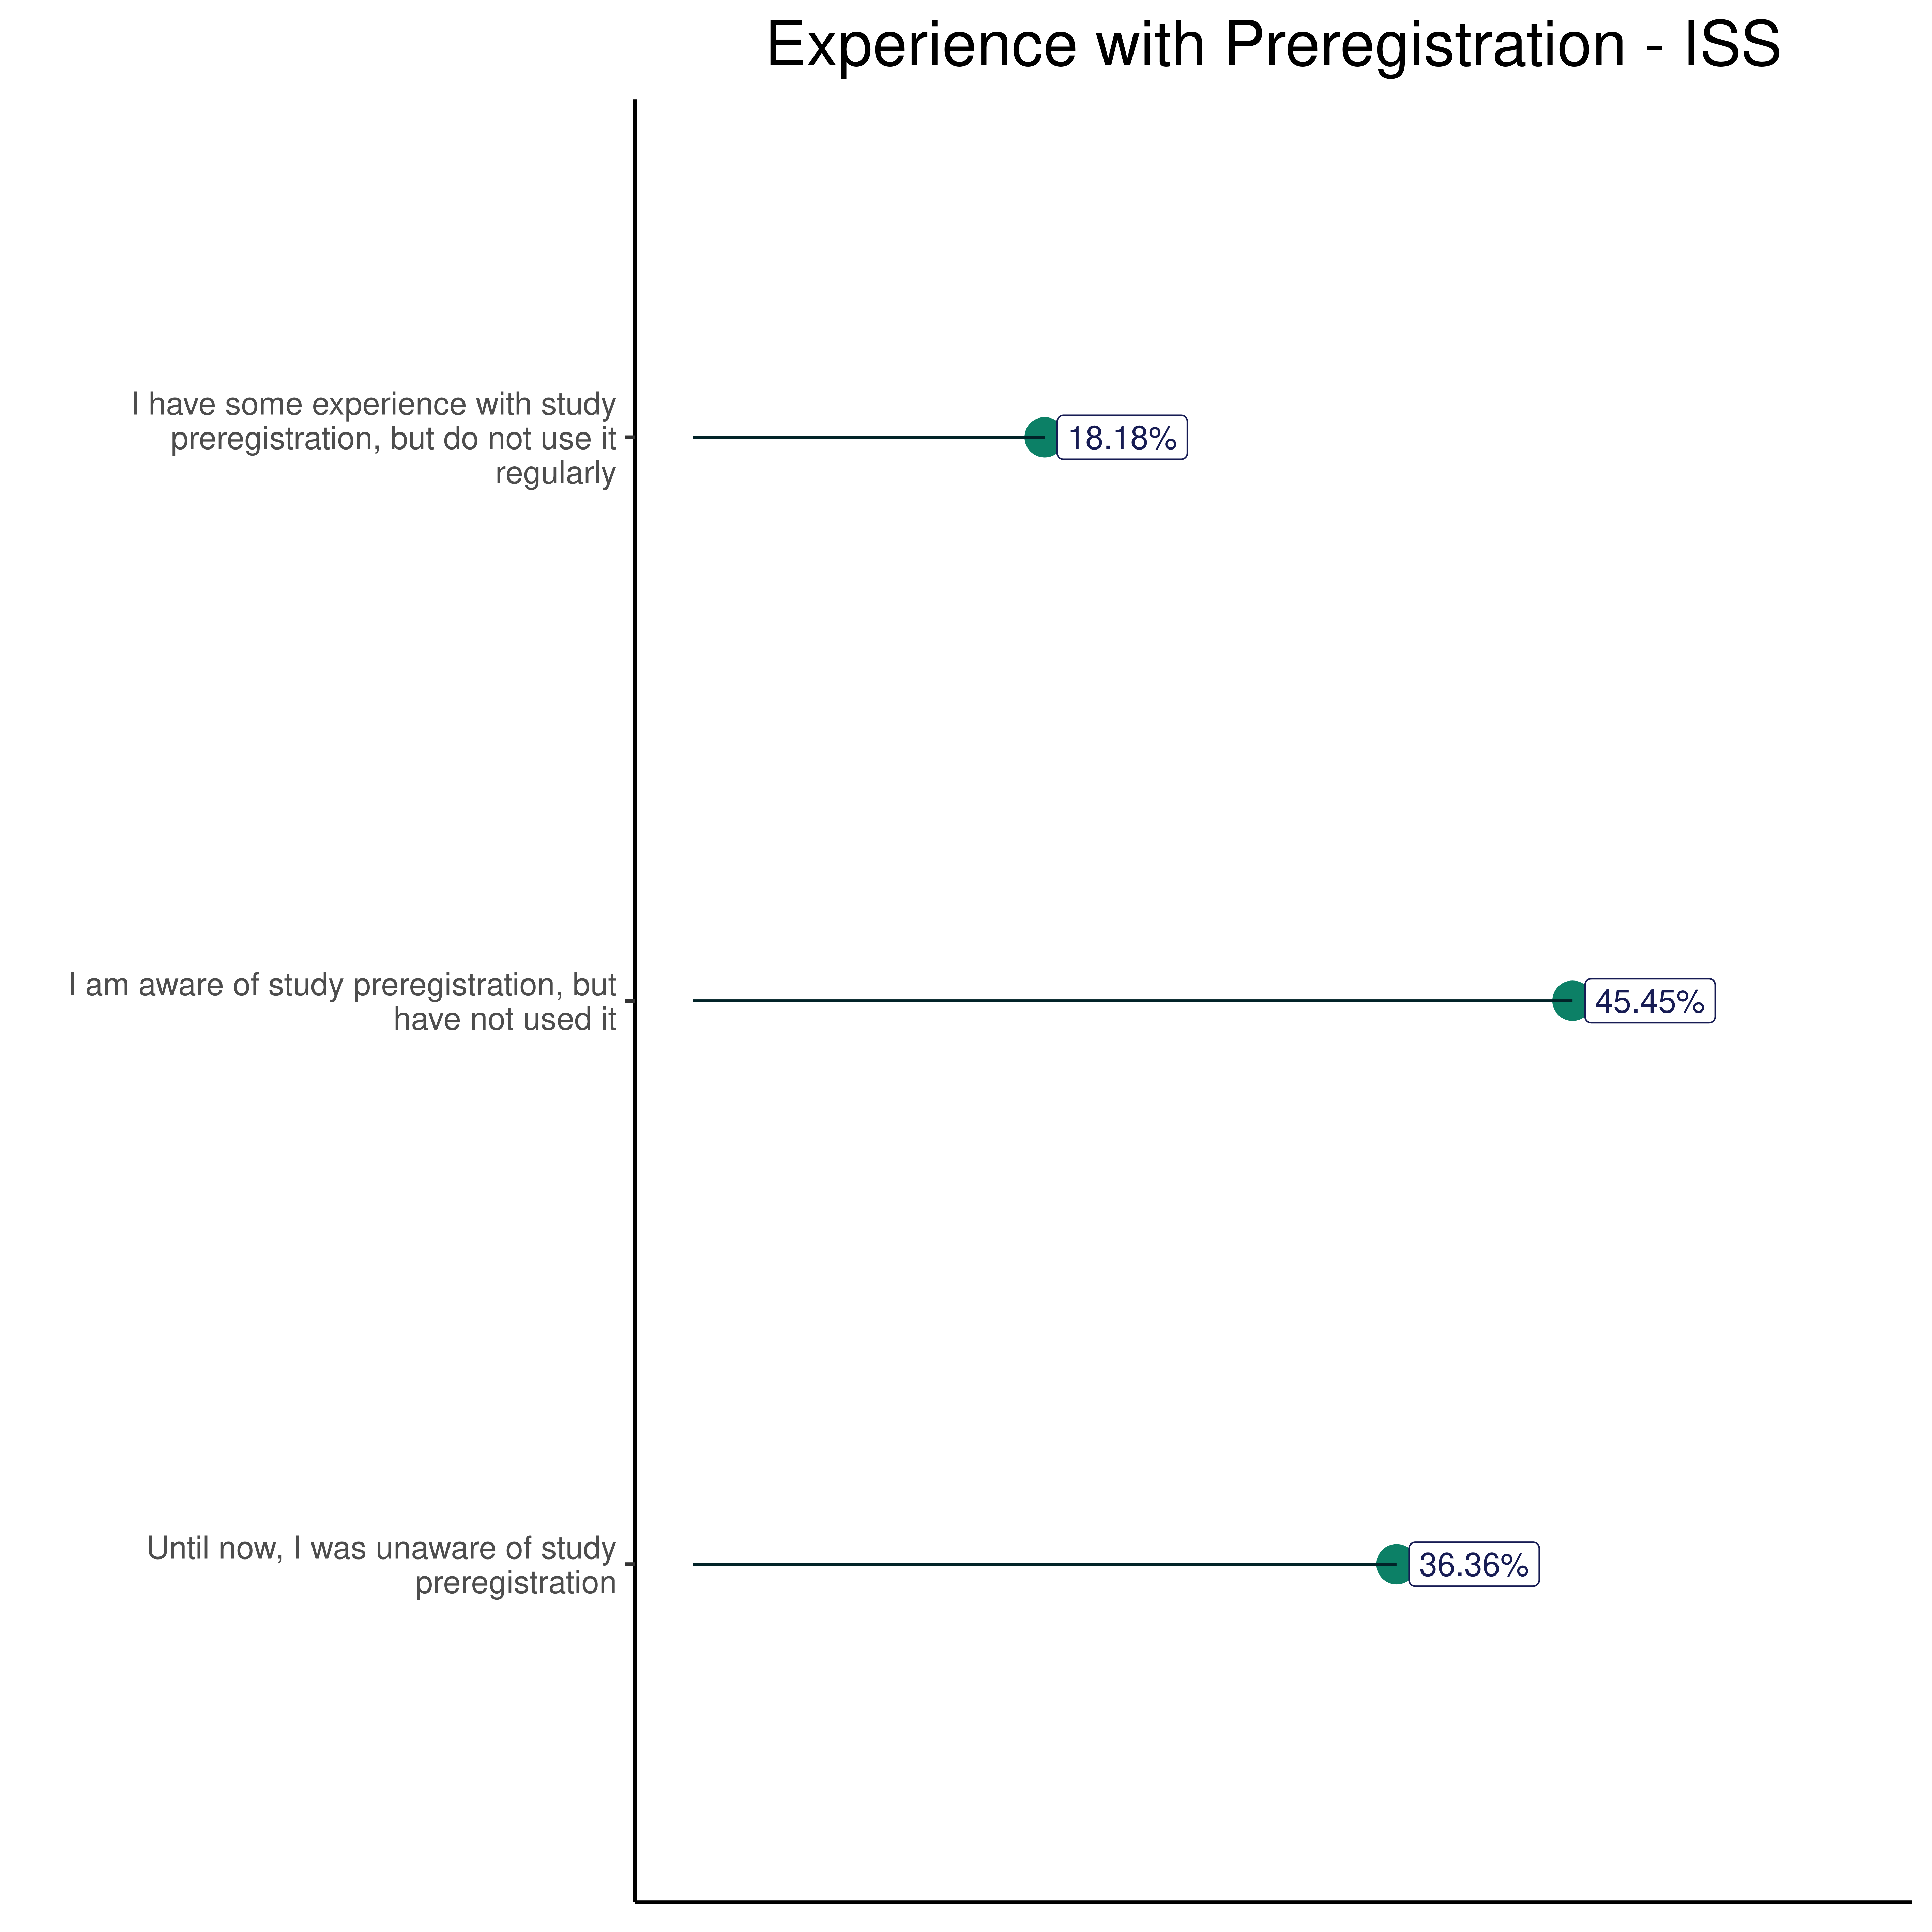 Experience with Preregistration - ISS
I have some experience with study
preregistration, but do not use it
regularly
18.18%
I am aware of study preregistration, but
have not used it
45.45%
Until now, I was unaware of study
preregistration
36.36%